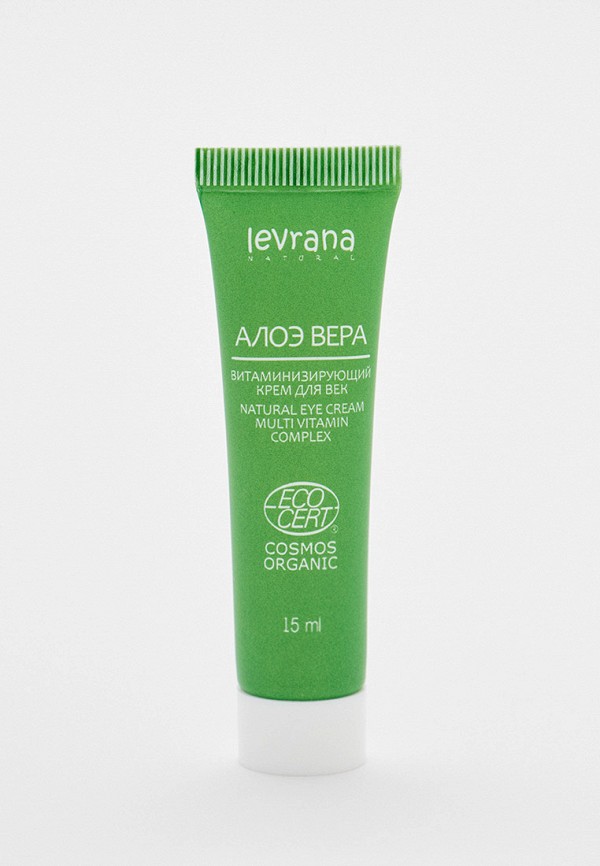 levrana
NATURAL
АЛОЭ ВЕРА
ВИТАМИНИЗИРУЮЩИЙ
КРЕМ ДЛЯ ВЕК
NATURAL EYE CREAM
MULTI VITAMIN
COMPLEX
ECO
CERT®
COSMOS
ORGANIC
15 ml